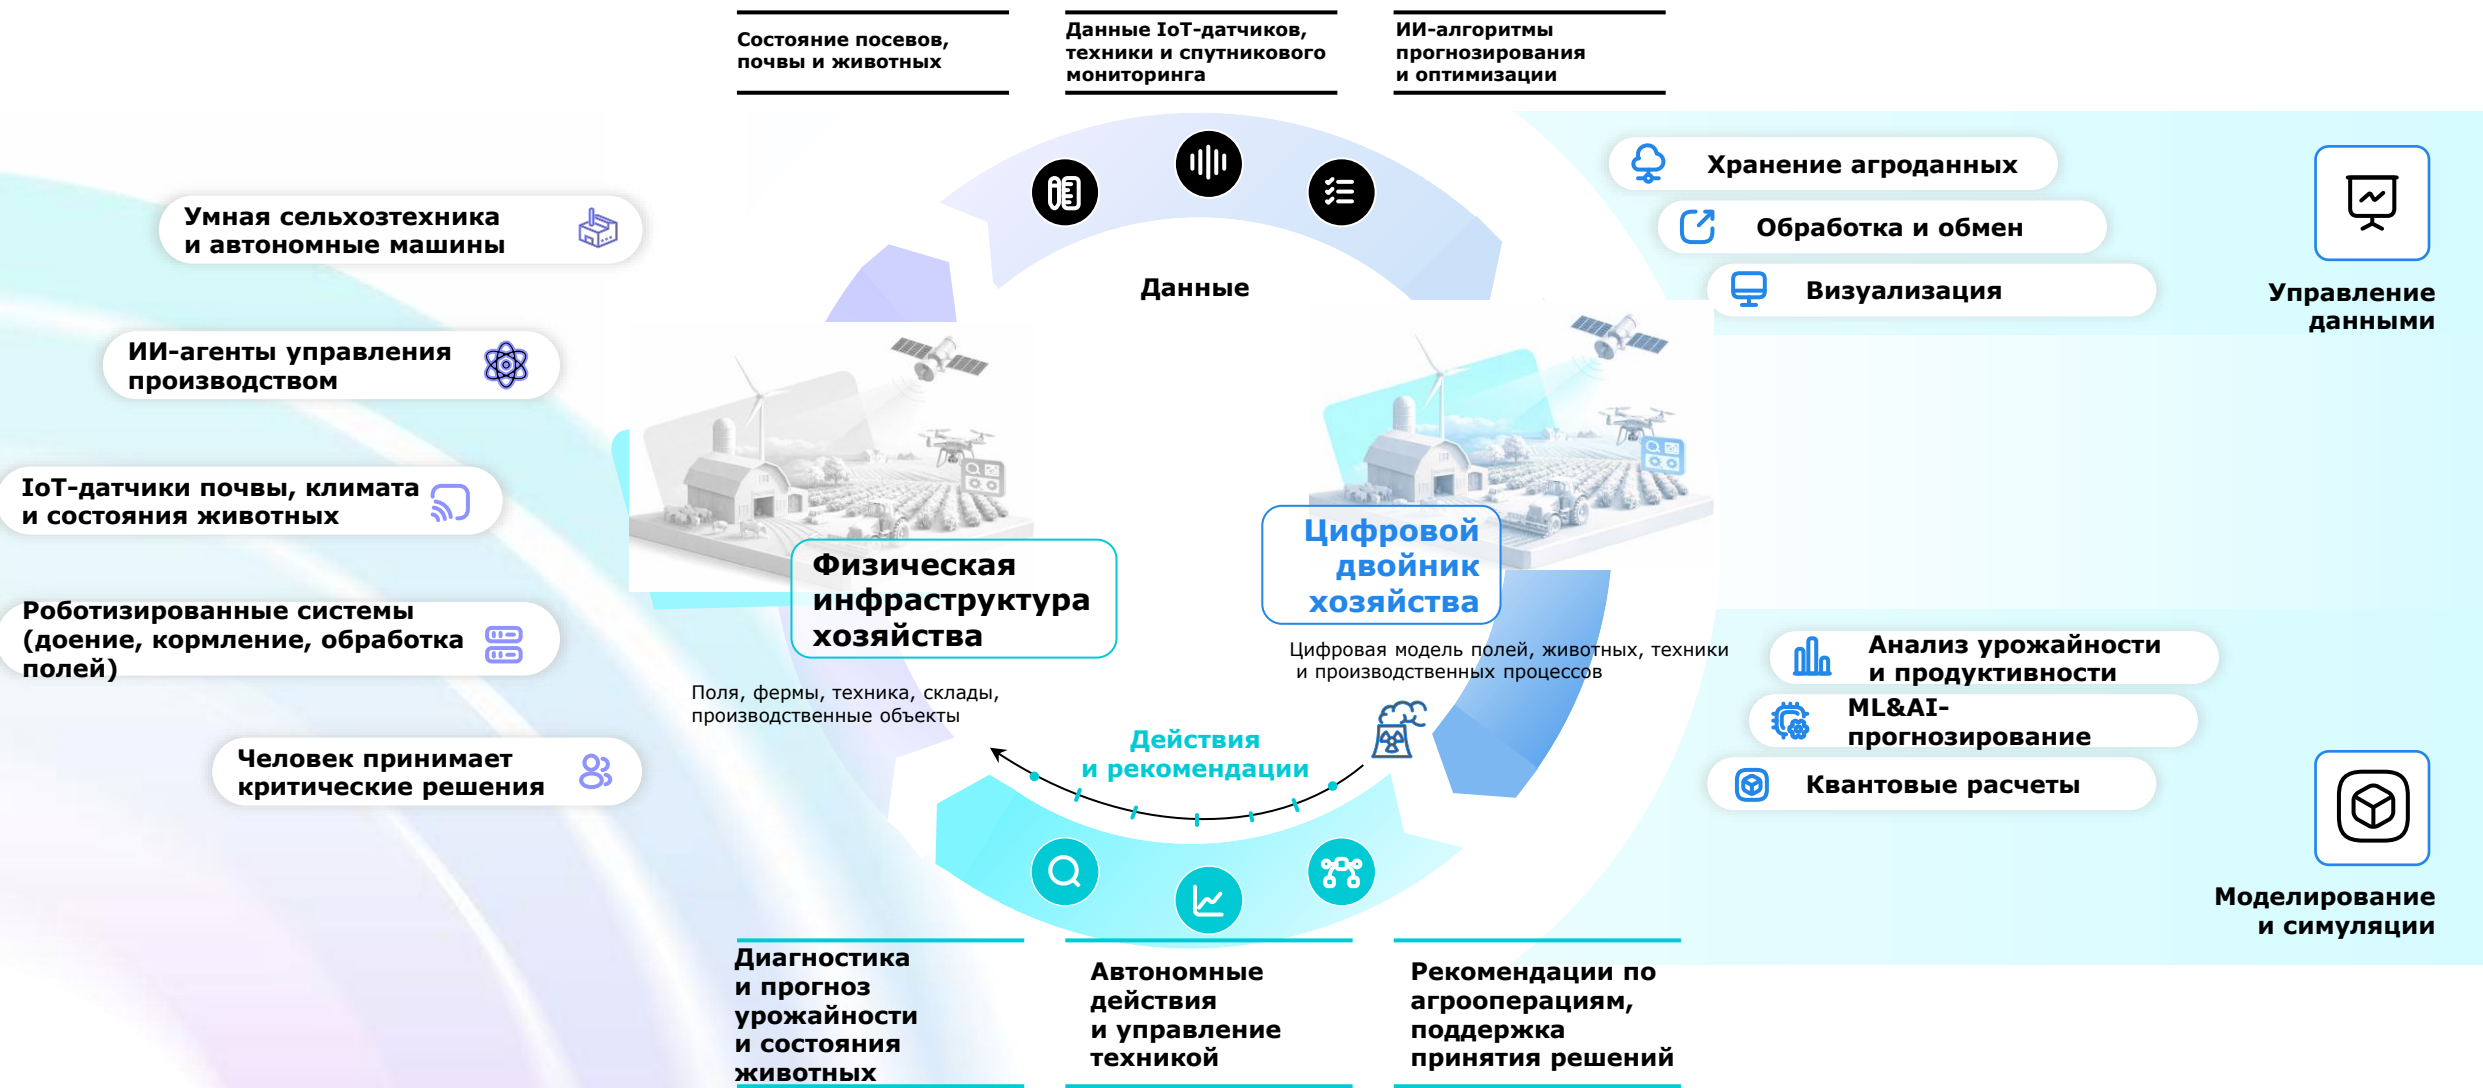 Состояние посевов,
почвы и животных
Данные IoT-датчиков,
техники и спутникового
мониторинга
ИИ-алгоритмы
прогнозирования
и оптимизации
Умная сельхозтехника
и автономные машины
ИИ-агенты управления
производством
IoT-датчики почвы, климата
и состояния животных
Роботизированные системы
(доение, кормление, обработка
полей)
Человек принимает
критические решения
Данные
Физическая
инфраструктура
хозяйства
Поля, фермы, техника, склады,
производственные объекты
Цифровой
двойник
хозяйства
Цифровая модель полей, животных, техники
и производственных процессов
Действия
и рекомендации
Хранение агроданных
Обработка и обмен
Визуализация
Управление
данными
Анализ урожайности
и продуктивности
ML&AI-
прогнозирование
Квантовые расчеты
Моделирование
и симуляции
Диагностика
и прогноз
урожайности
и состояния
животных
Автономные
действия
и управление
техникой
Рекомендации по
агрооперациям,
поддержка
принятия решений